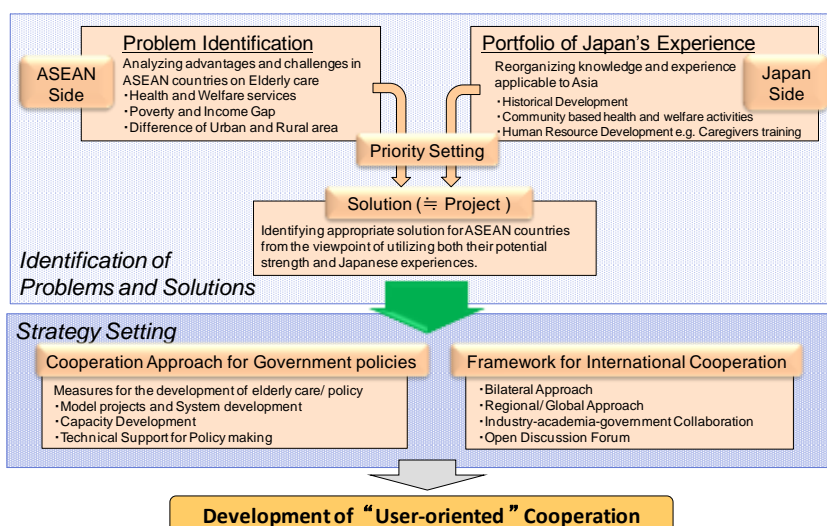 Problem Identification
Analyzing advantages and challenges in
ASEAN countries on Elderly care
・Health and Welfare services
・Poverty and Income Gap
・Difference of Urban and Rural area
ASEAN
Side
Portfolio of Japan's Experience
Reorganizing knowledge and experience
applicable to Asia
・Historical Development
・Community based health and welfare activities
・Human Resource Development e.g. Caregivers training
Japan
Side
Priority Setting
Solution (≒ Project )
Identifying appropriate solution for ASEAN countries
from the viewpoint of utilizing both their potential
strength and Japanese experiences.
Identification of
Problems and Solutions
Strategy Setting
Cooperation Approach for Government policies
Measures for the development of elderly care/ policy
・Model projects and System development
・Capacity Development
・Technical Support for Policy making
Framework for International Cooperation
・Bilateral Approach
・Regional/ Global Approach
・Industry-academia-government Collaboration
・Open Discussion Forum
Development of “User-oriented ” Cooperation